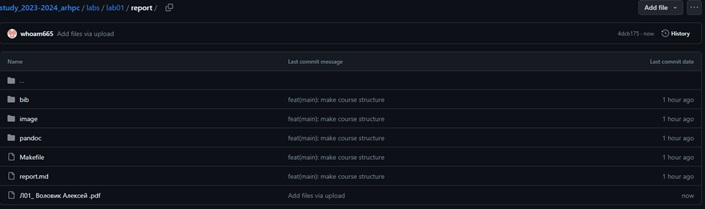 study_2023-2024_arhpc / labs / lab01 / report /
Add file
whoam665 Add files via upload 4dcb175 · now History
Name Last commit message Last commit date
..
bib feat(main): make course structure 1 hour ago
image feat(main): make course structure 1 hour ago
pandoc feat(main): make course structure 1 hour ago
Makefile feat(main): make course structure 1 hour ago
report.md feat(main): make course structure 1 hour ago
Л01_ Воловик Алексей .pdf Add files via upload now